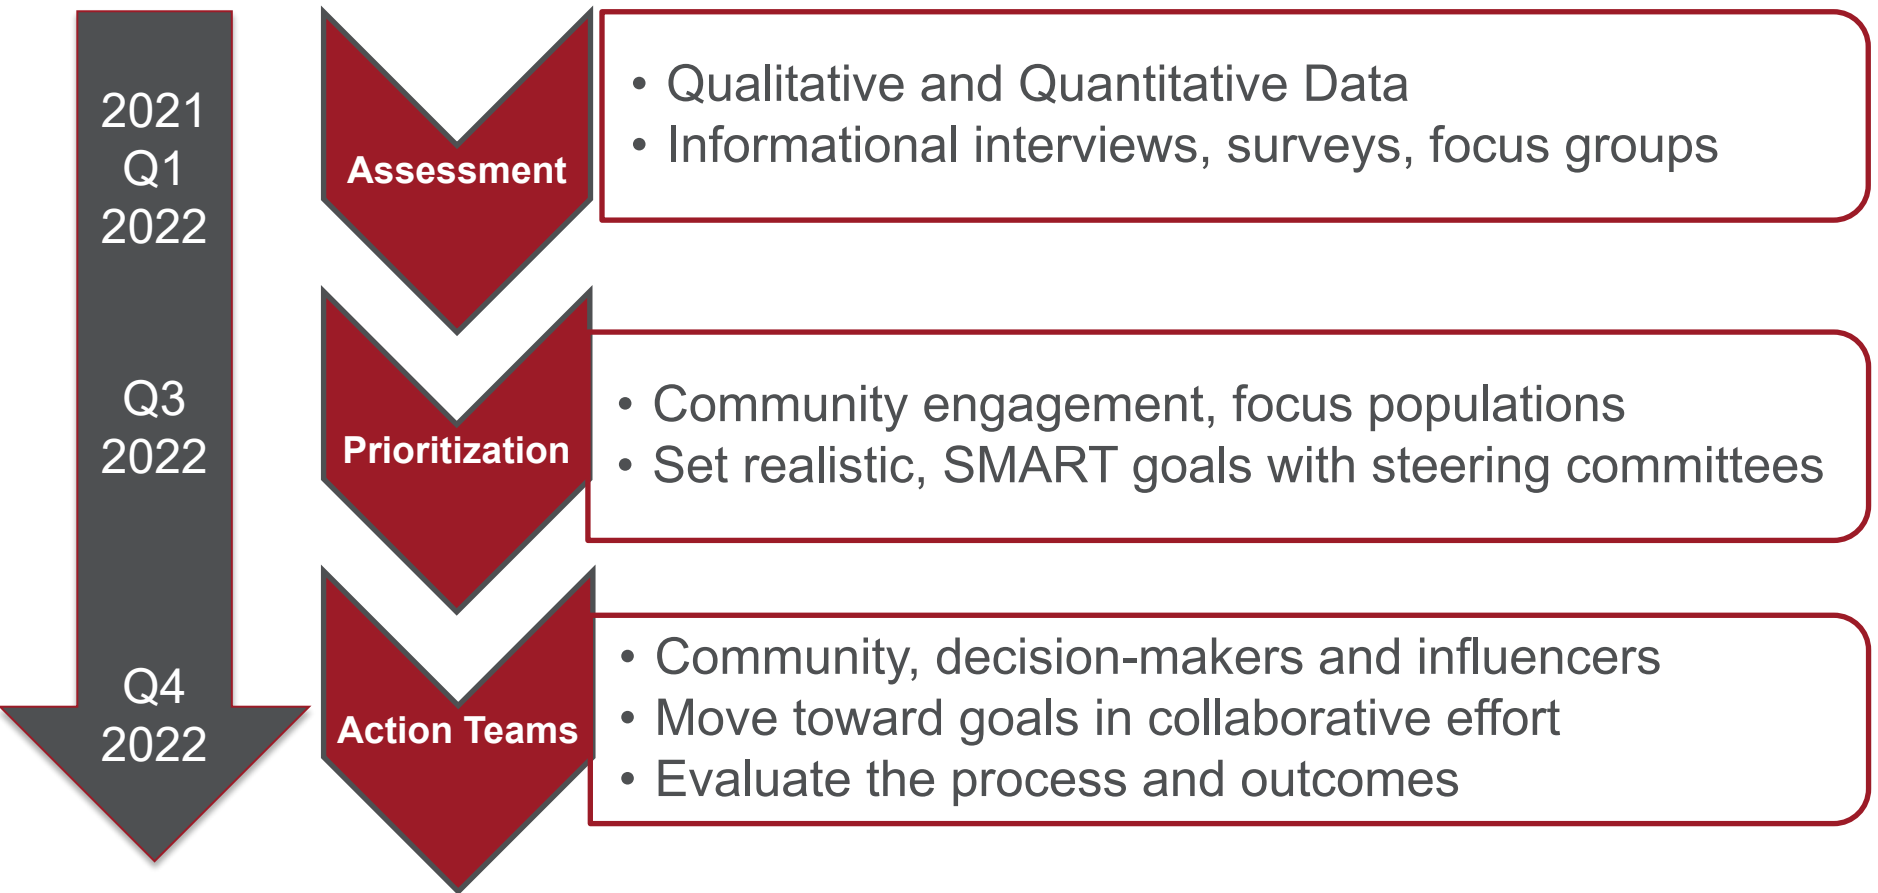 2021
Q1
2022
Assessment
• Qualitative and Quantitative Data
• Informational interviews, surveys, focus groups
Q3
2022
Prioritization
• Community engagement, focus populations
• Set realistic, SMART goals with steering committees
Q4
2022
Action Teams
• Community, decision-makers and influencers
• Move toward goals in collaborative effort
• Evaluate the process and outcomes